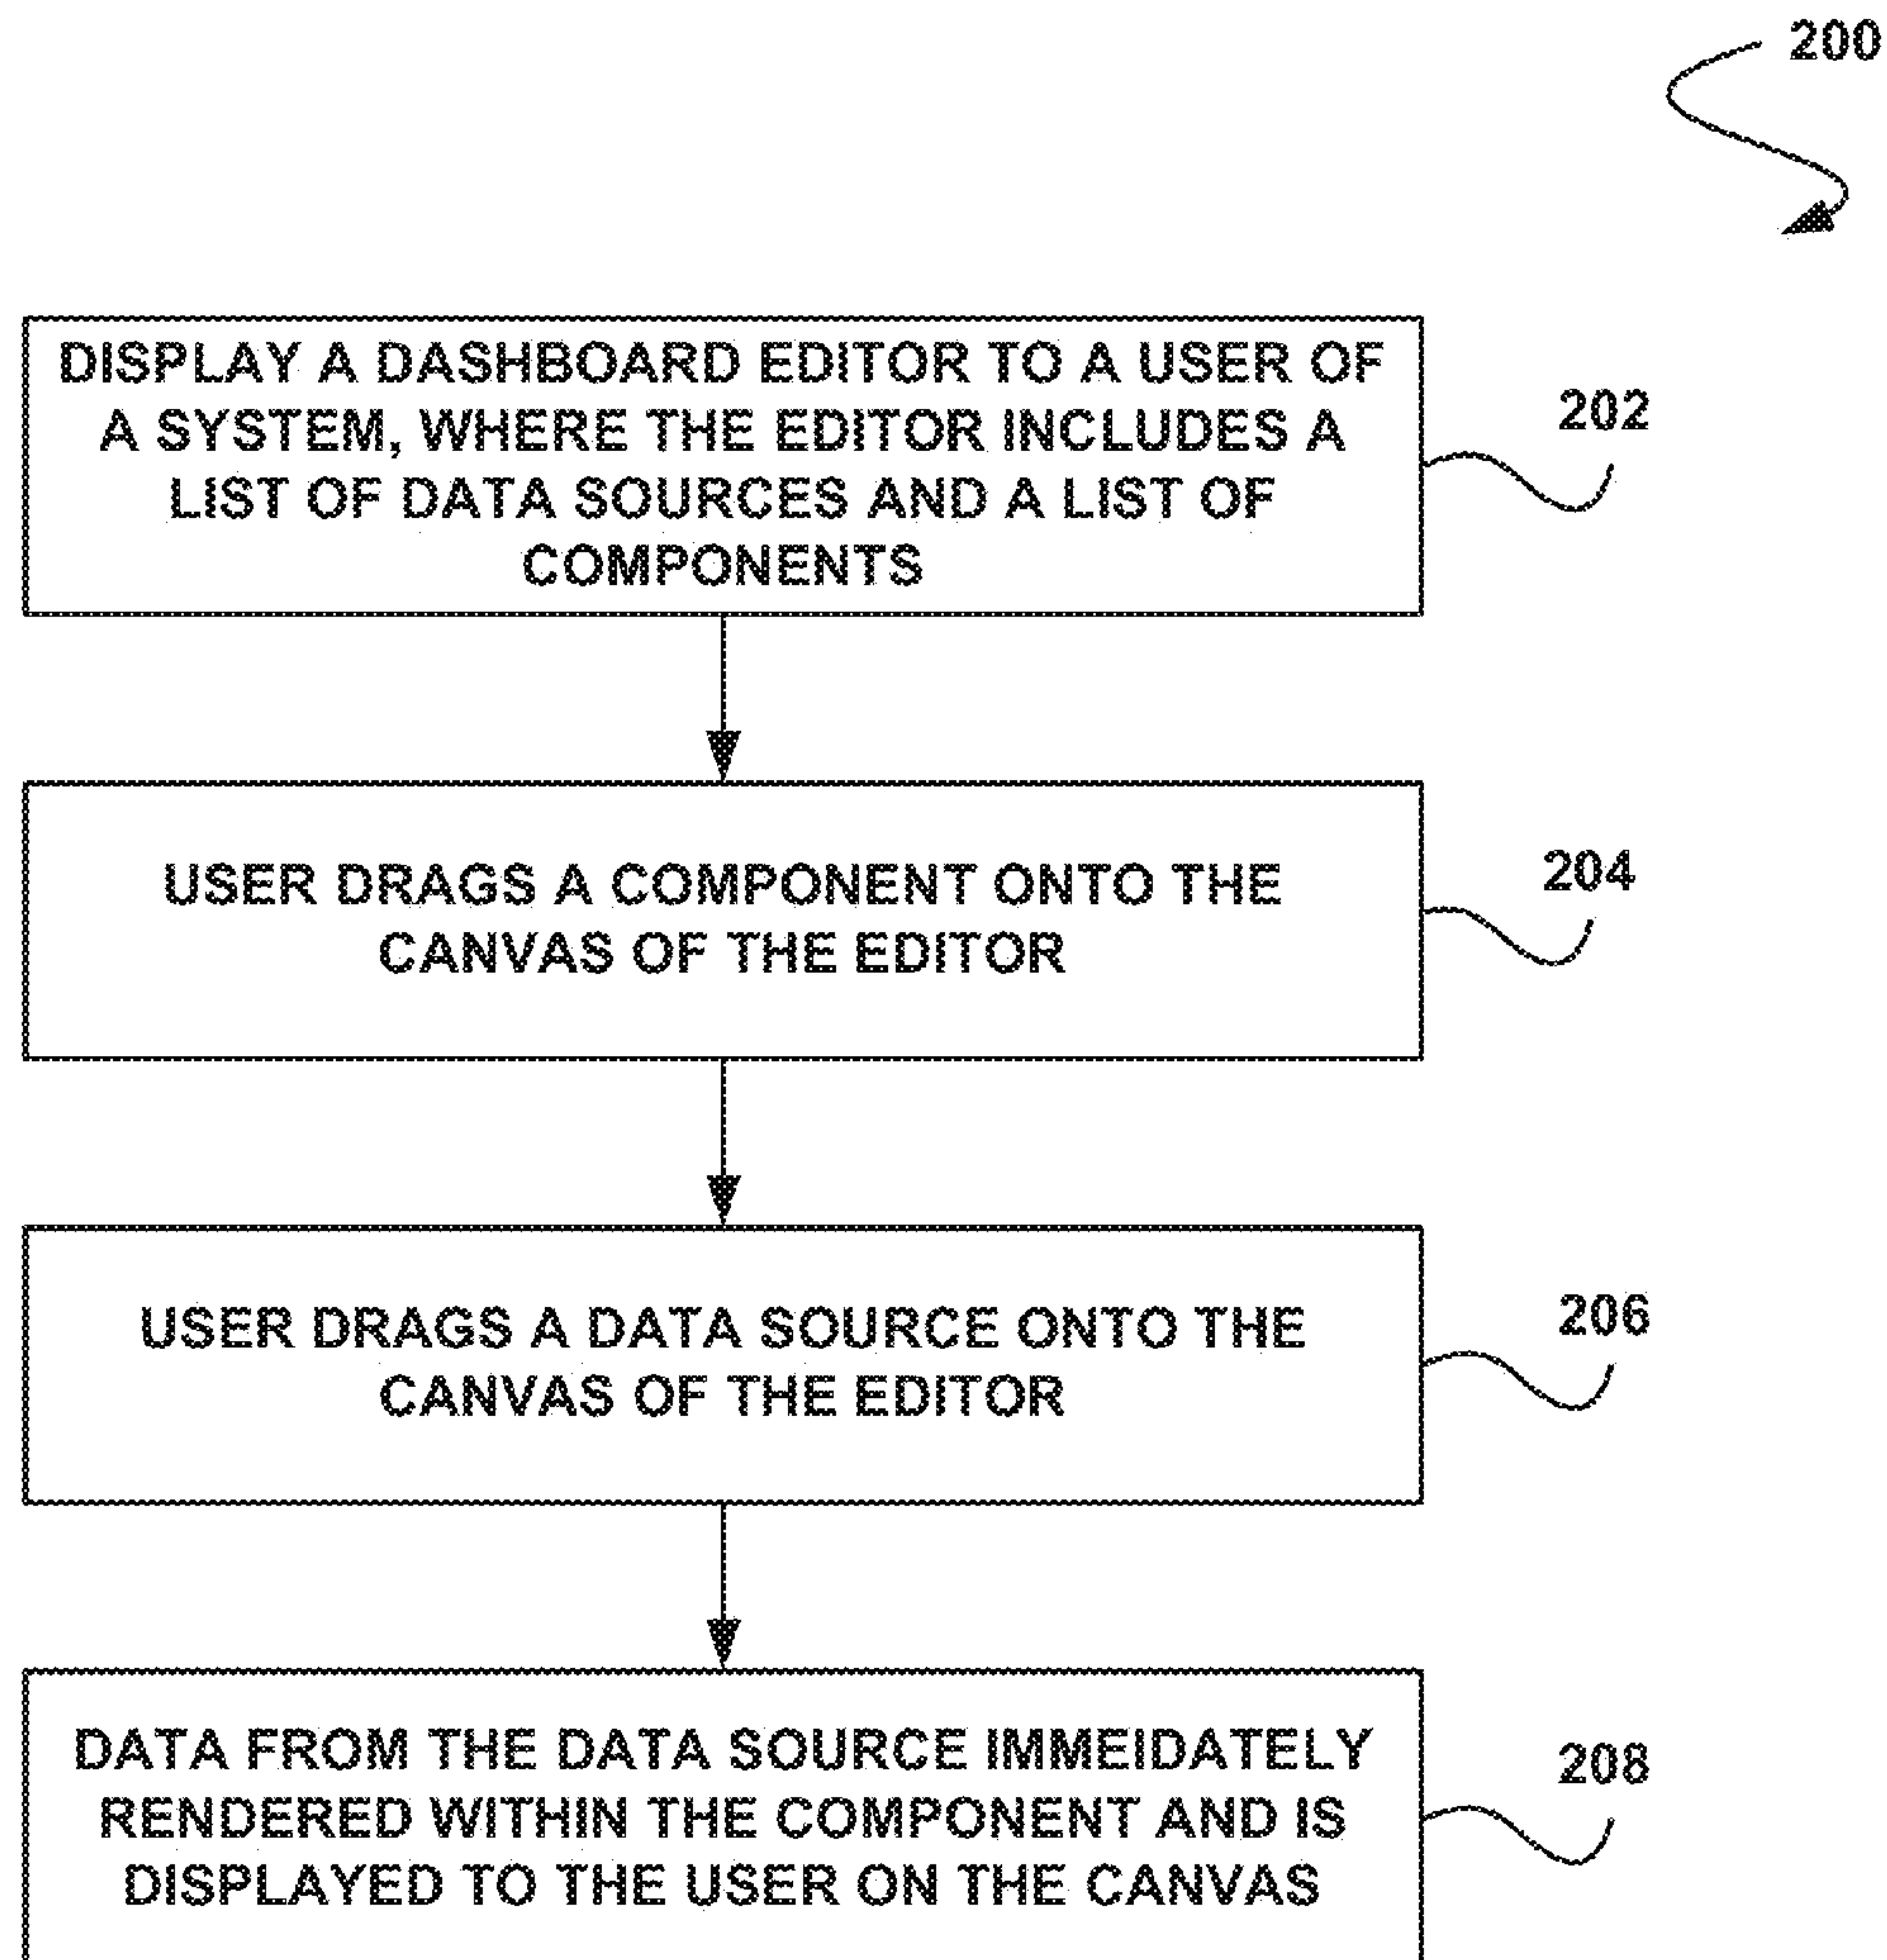 200
DISPLAY A DASHBOARD EDITOR TO A USER OF
A SYSTEM, WHERE THE EDITOR INCLUDES A
LIST OF DATA SOURCES AND A LIST OF
COMPONENTS
202
USER DRAGS A COMPONENT ONTO THE
CANVAS OF THE EDITOR
204
USER DRAGS A DATA SOURCE ONTO THE
CANVAS OF THE EDITOR
206
DATA FROM THE DATA SOURCE IMMEIDATELY
RENDERED WITHIN THE COMPONENT AND IS
DISPLAYED TO THE USER ON THE CANVAS
208